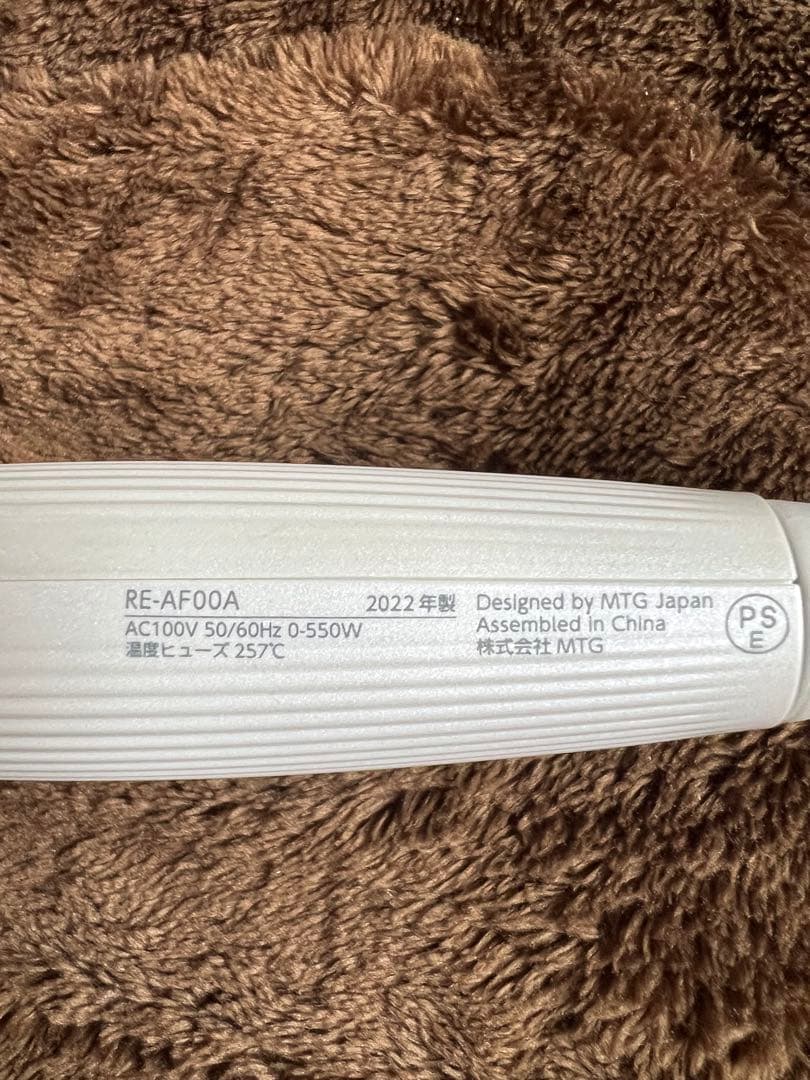 RE-AF00A 2022年製
AC100V 50/60Hz 0-550W
温度ヒューズ 257℃
Designed by MTG Japan
Assembled in China
株式会社 MTG
PS
E